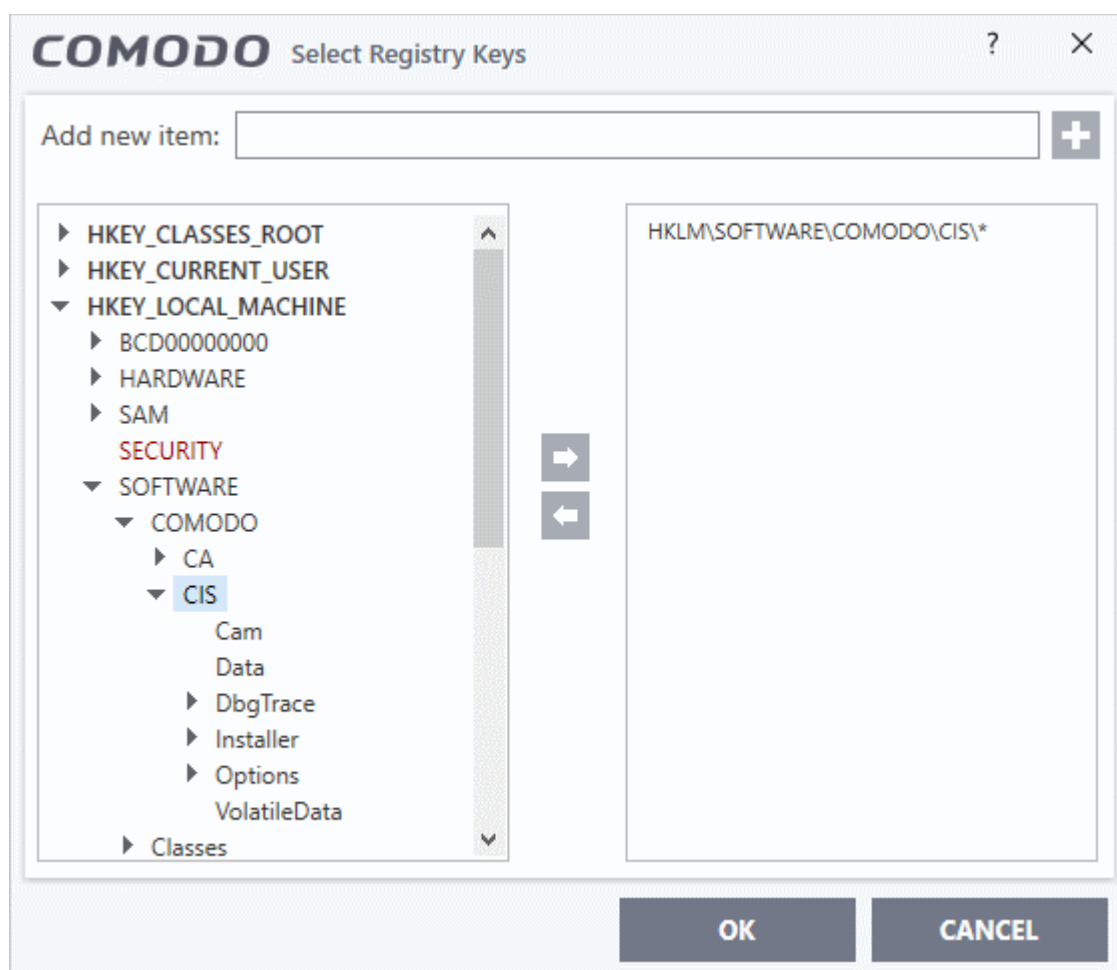 COMODO Select Registry Keys ? ×
Add new item: +
HKEY_CLASSES_ROOT
HKEY_CURRENT_USER
HKEY_LOCAL_MACHINE
BCD00000000
HARDWARE
SAM
SECURITY
SOFTWARE
COMODO
CA
CIS
Cam
Data
DbgTrace
Installer
Options
VolatileData
Classes
HKLM\SOFTWARE\COMODO\CIS\*
OK
CANCEL